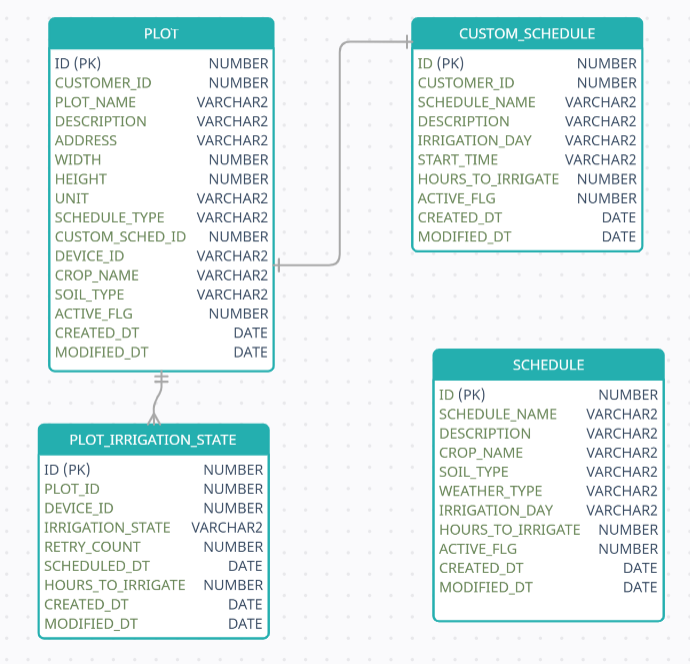 PLOT
ID (PK) NUMBER
CUSTOMER_ID NUMBER
PLOT_NAME VARCHAR2
DESCRIPTION VARCHAR2
ADDRESS VARCHAR2
WIDTH NUMBER
HEIGHT NUMBER
UNIT VARCHAR2
SCHEDULE_TYPE VARCHAR2
CUSTOM_SCHED_ID NUMBER
DEVICE_ID VARCHAR2
CROP_NAME VARCHAR2
SOIL_TYPE VARCHAR2
ACTIVE_FLG NUMBER
CREATED_DT DATE
MODIFIED_DT DATE
CUSTOM_SCHEDULE
ID (PK) NUMBER
CUSTOMER_ID NUMBER
SCHEDULE_NAME VARCHAR2
DESCRIPTION VARCHAR2
IRRIGATION_DAY VARCHAR2
START_TIME VARCHAR2
HOURS_TO_IRRIGATE NUMBER
ACTIVE_FLG NUMBER
CREATED_DT DATE
MODIFIED_DT DATE
PLOT_IRRIGATION_STATE
ID (PK) NUMBER
PLOT_ID NUMBER
DEVICE_ID NUMBER
IRRIGATION_STATE VARCHAR2
RETRY_COUNT NUMBER
SCHEDULED_DT DATE
HOURS_TO_IRRIGATE NUMBER
CREATED_DT DATE
MODIFIED_DT DATE
SCHEDULE
ID (PK) NUMBER
SCHEDULE_NAME VARCHAR2
DESCRIPTION VARCHAR2
CROP_NAME VARCHAR2
SOIL_TYPE VARCHAR2
WEATHER_TYPE VARCHAR2
IRRIGATION_DAY VARCHAR2
HOURS_TO_IRRIGATE NUMBER
ACTIVE_FLG NUMBER
CREATED_DT DATE
MODIFIED_DT DATE